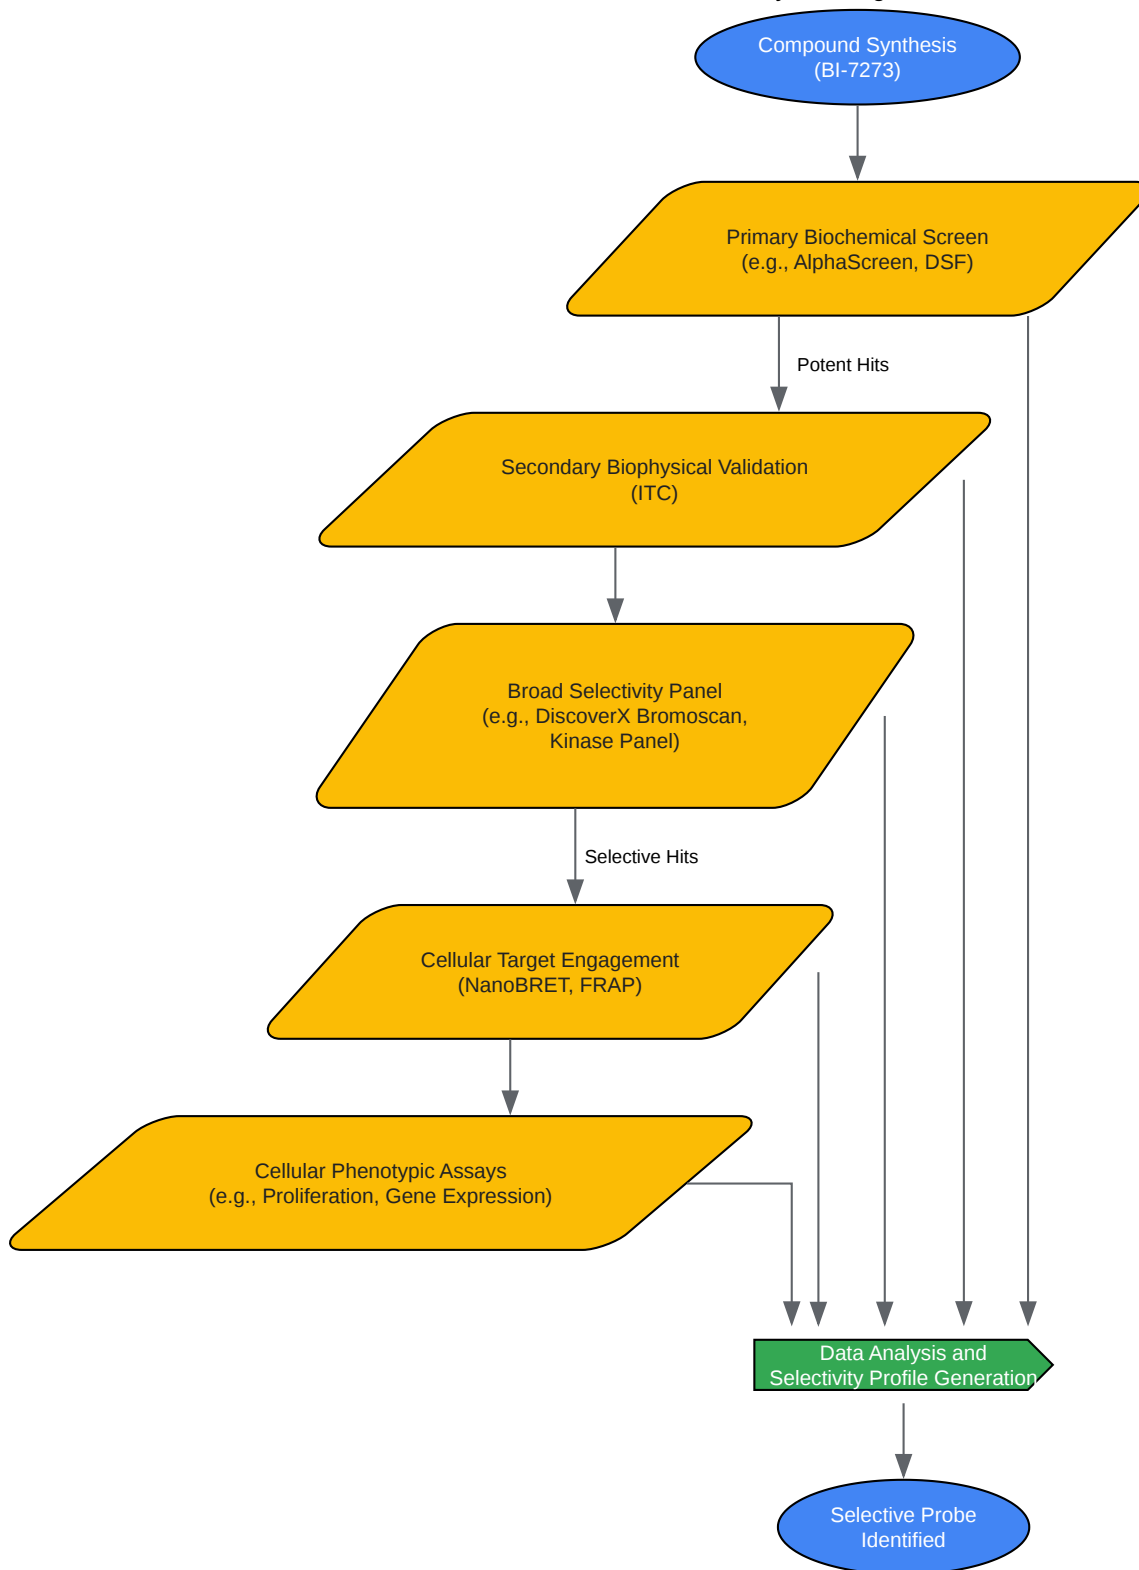 Compound Synthesis
(BI-7273)
Primary Biochemical Screen
(e.g., AlphaScreen, DSF)
Potent Hits
Secondary Biophysical Validation
(ITC)
Broad Selectivity Panel
(e.g., DiscoverX Bromoscan,
Kinase Panel)
Selective Hits
Cellular Target Engagement
(NanoBRET, FRAP)
Cellular Phenotypic Assays
(e.g., Proliferation, Gene Expression)
Data Analysis and
Selectivity Profile Generation
Selective Probe
Identified